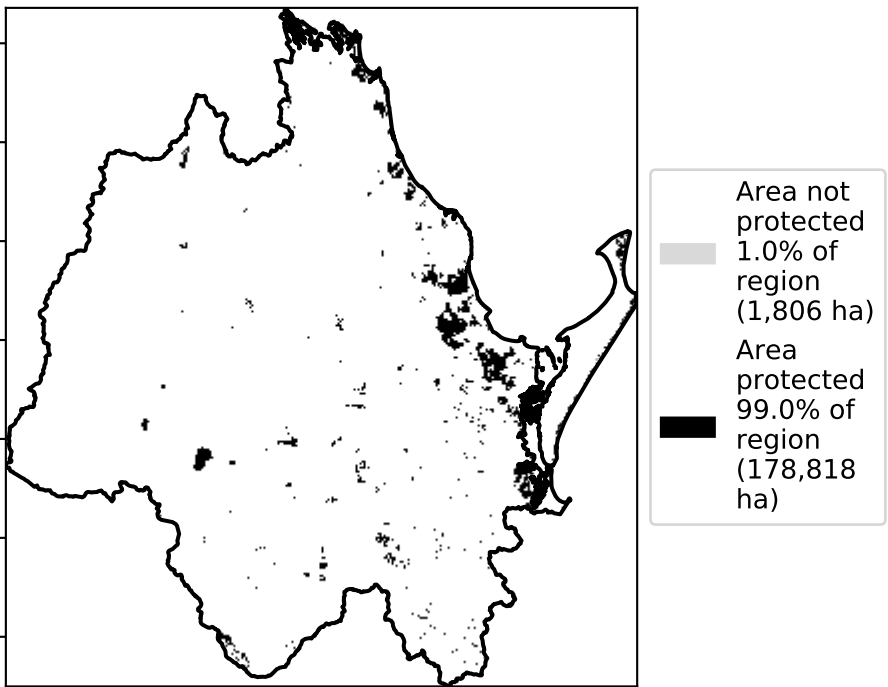 Area not
protected
1.0% of
region
(1,806 ha)
Area
protected
99.0% of
region
(178,818
ha)